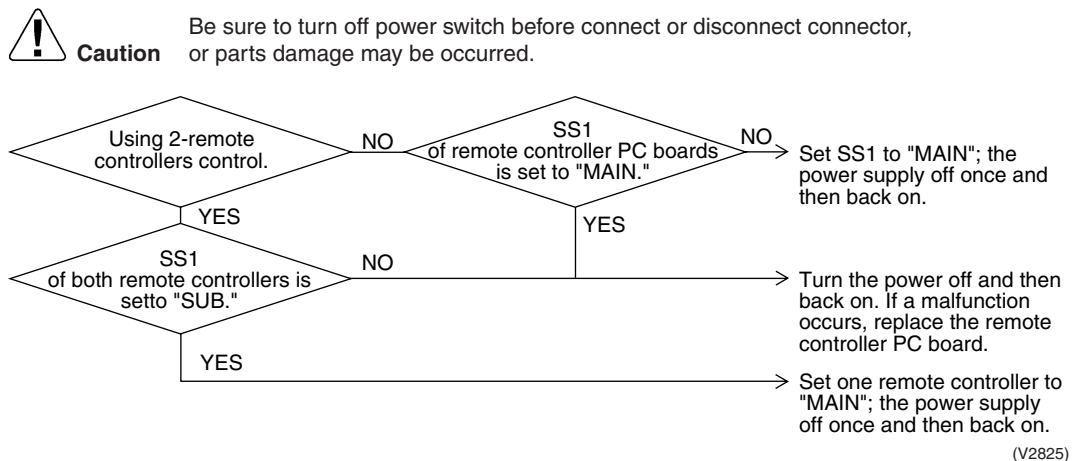 Be sure to turn off power switch before connect or disconnect connector,
Caution or parts damage may be occurred.
Using 2-remote
controllers control.
NO
SS1
of remote controller PC boards
is set to "MAIN."
NO
Set SS1 to "MAIN"; the
power supply off once and
then back on.
YES
YES
SS1
of both remote controllers is
setto "SUB."
NO
Turn the power off and then
back on. If a malfunction
occurs, replace the remote
controller PC board.
YES
Set one remote controller to
"MAIN"; the power supply
off once and then back on.
(V2825)